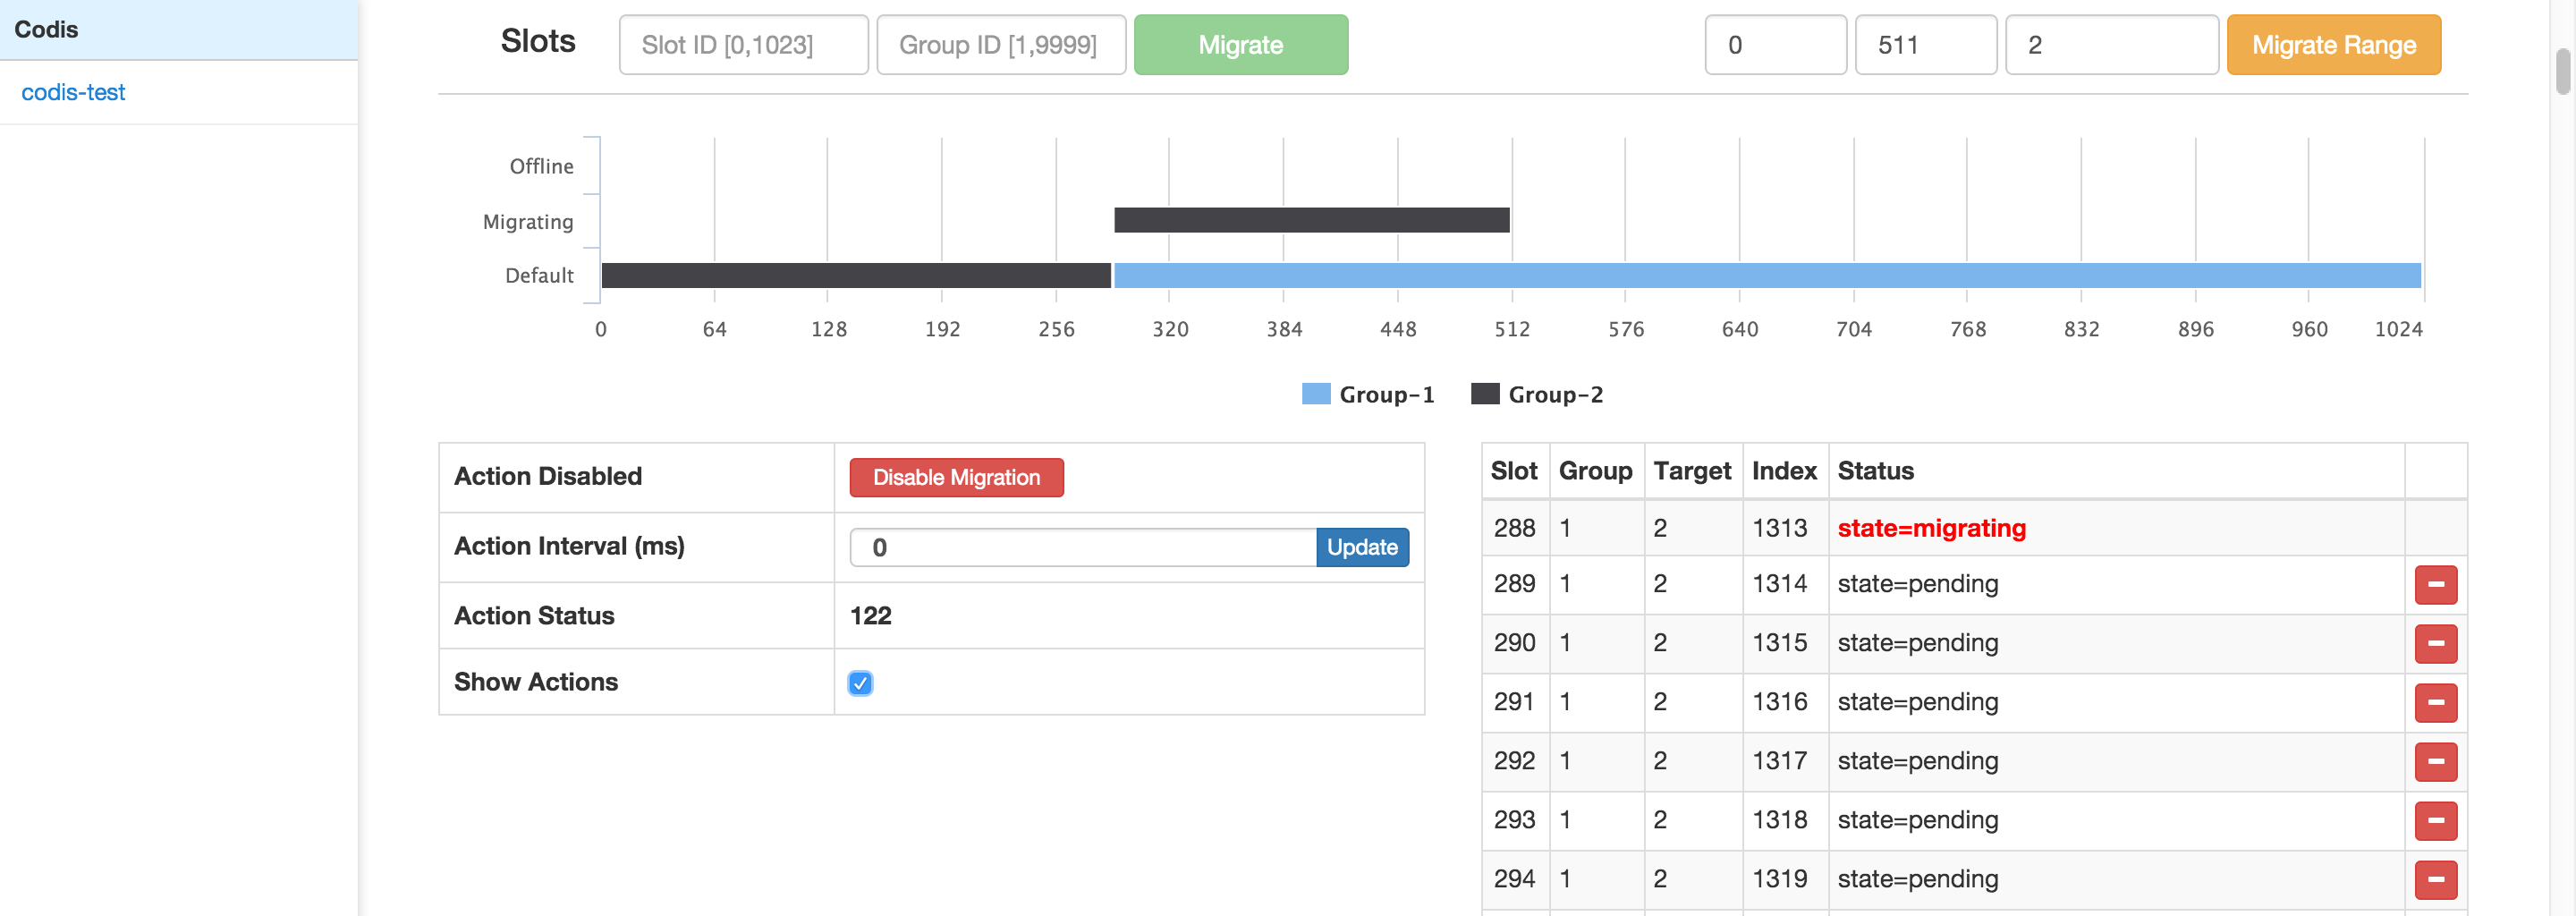 Codis
codis-test
Slots
Slot ID [0,1023]
Group ID [1,9999]
Migrate
0
511
2
Migrate Range
Offline
Migrating
Default
0 64 128 192 256 320 384 448 512 576 640 704 768 832 896 960 1024
Group-1 Group-2
Action Disabled Disable Migration
Action Interval (ms) 0 Update
Action Status 122
Show Actions
Slot Group Target Index Status
288 1 2 1313 state=migrating
289 1 2 1314 state=pending
290 1 2 1315 state=pending
291 1 2 1316 state=pending
292 1 2 1317 state=pending
293 1 2 1318 state=pending
294 1 2 1319 state=pending